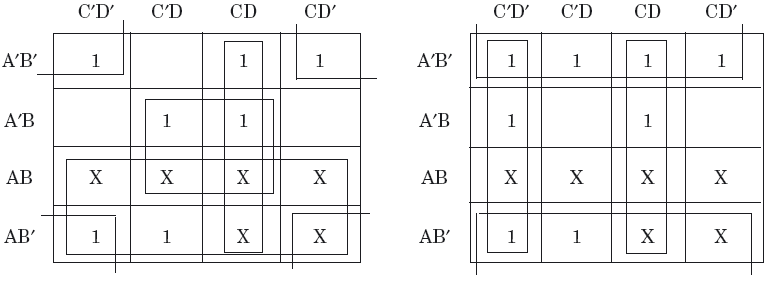 C′D′ C′D CD CD′ C′D′ C′D CD CD′
A′B′ 1 1 1 A′B′ 1 1 1 1
A′B 1 1 A′B 1 1
AB X X X X AB X X X X
AB′ 1 1 X X AB′ 1 1 X X